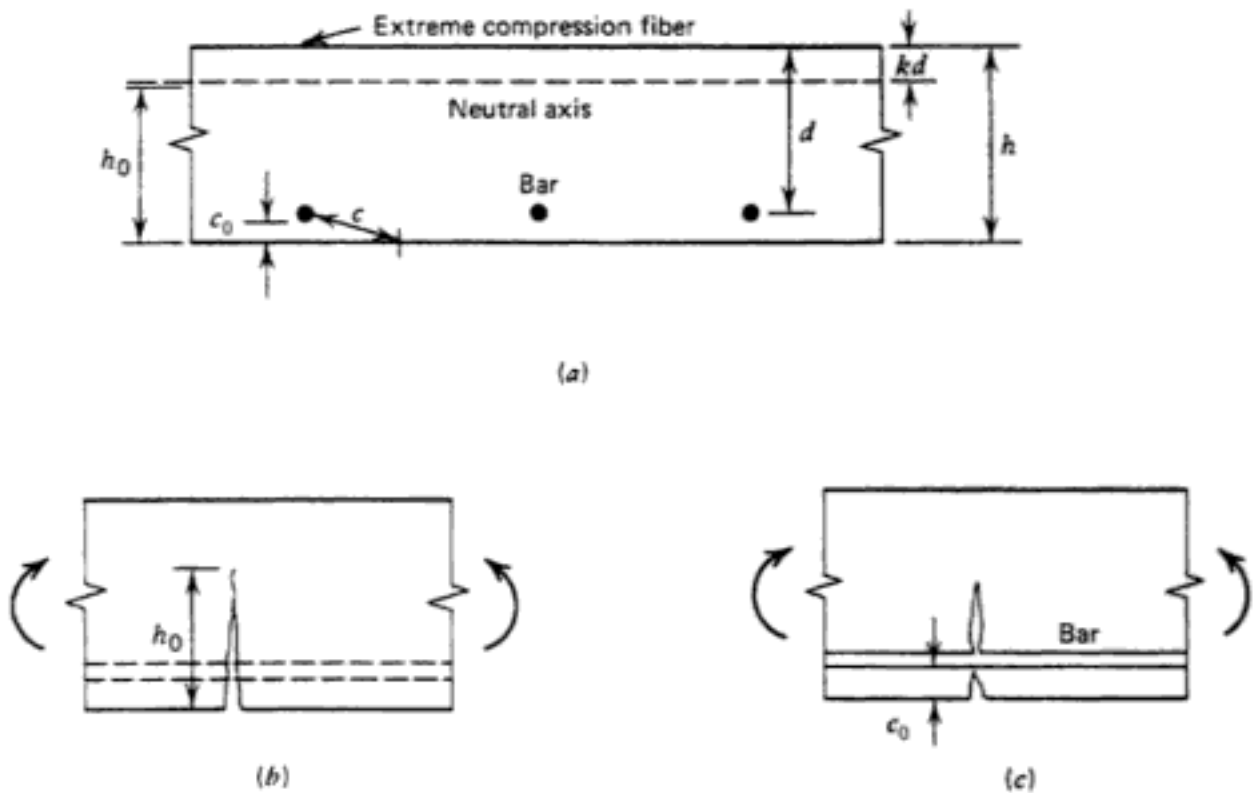 Extreme compression fiber
kd
Neutral axis
d
h
h0
Bar
c0
c
(a)
h0
(b)
Bar
c0
(c)